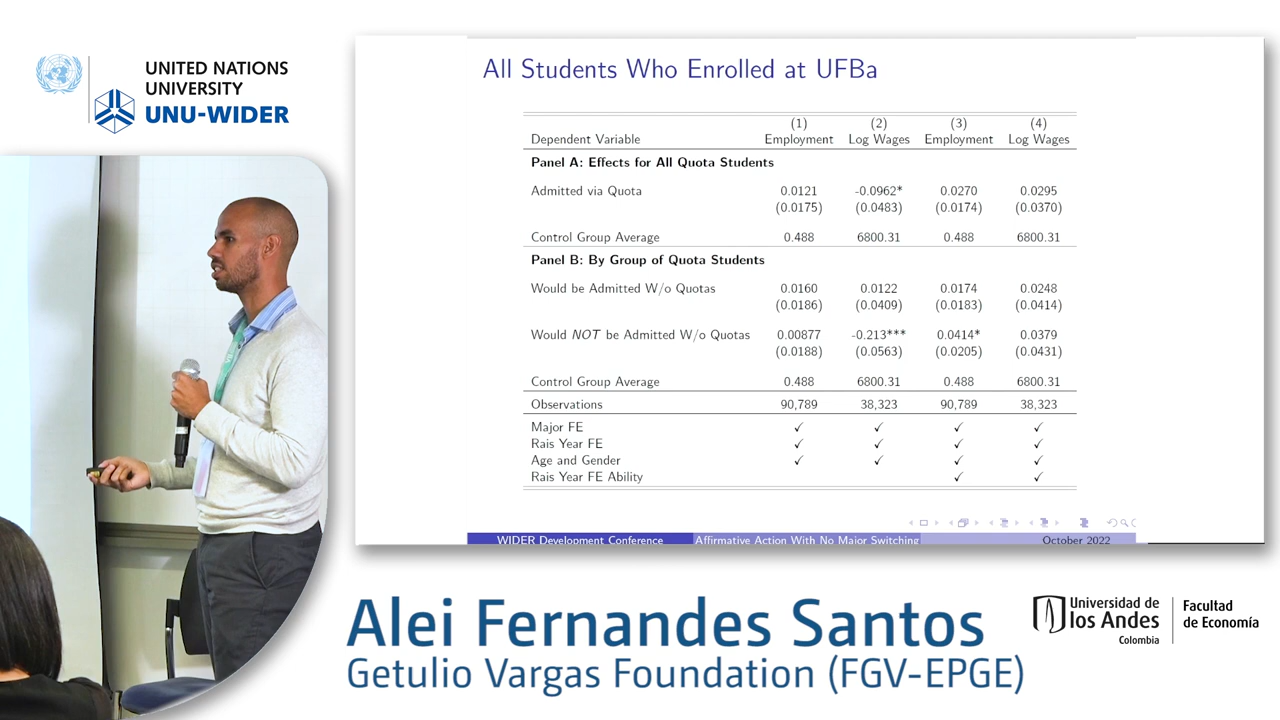 UNITED NATIONS
UNIVERSITY
UNU-WIDER
All Students Who Enrolled at UFBa
(1) (2) (3) (4)
Dependent Variable Employment Log Wages Employment Log Wages
Panel A: Effects for All Quota Students
Admitted via Quota 0.0121 -0.0962* 0.0270 0.0295
(0.0175) (0.0483) (0.0174) (0.0370)
Control Group Average 0.488 6800.31 0.488 6800.31
Panel B: By Group of Quota Students
Would be Admitted W/o Quotas 0.0160 0.0122 0.0174 0.0248
(0.0186) (0.0409) (0.0183) (0.0414)
Would NOT be Admitted W/o Quotas 0.00877 -0.213*** 0.0414* 0.0379
(0.0188) (0.0563) (0.0205) (0.0431)
Control Group Average 0.488 6800.31 0.488 6800.31
Observations 90,789 38,323 90,789 38,323
Major FE ✓ ✓ ✓ ✓
Rais Year FE ✓ ✓ ✓ ✓
Age and Gender ✓ ✓ ✓ ✓
Rais Year FE Ability ✓ ✓
WIDER Development Conference Affirmative Action With No Major Switching October 2022
Alei Fernandes Santos
Getulio Vargas Foundation (FGV-EPGE)
Universidad de
los Andes
Colombia
Facultad
de Economía